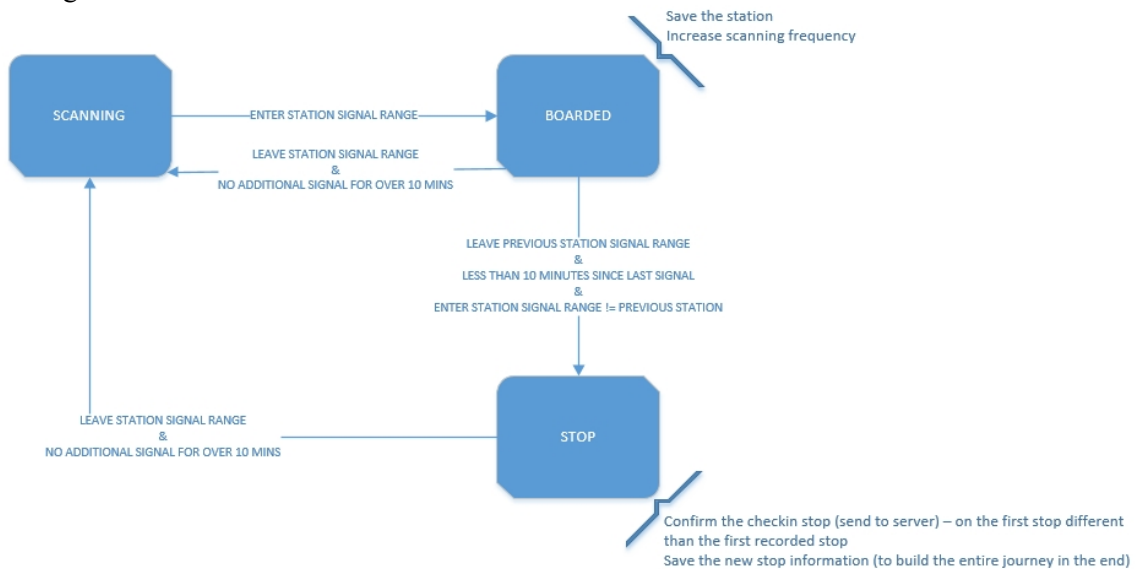 Save the station
Increase scanning frequency
SCANNING
ENTER STATION SIGNAL RANGE
BOARDED
LEAVE STATION SIGNAL RANGE
&
NO ADDITIONAL SIGNAL FOR OVER 10 MINS
LEAVE PREVIOUS STATION SIGNAL RANGE
&
LESS THAN 10 MINUTES SINCE LAST SIGNAL
&
ENTER STATION SIGNAL RANGE != PREVIOUS STATION
LEAVE STATION SIGNAL RANGE
&
NO ADDITIONAL SIGNAL FOR OVER 10 MINS
STOP
Confirm the checkin stop (send to server) – on the first stop different
than the first recorded stop
Save the new stop information (to build the entire journey in the end)